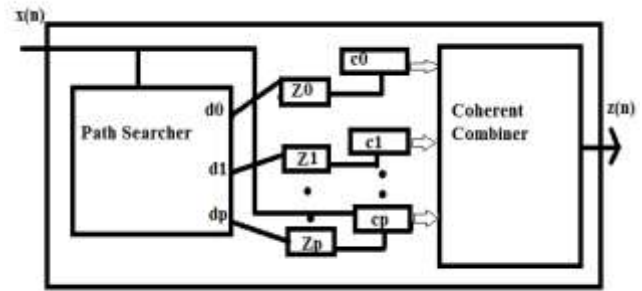 x(n)
c0
d0
Z0
Path Searcher
Coherent
Combiner
z(n)
c1
d1
Z1
dp
cp
Zp